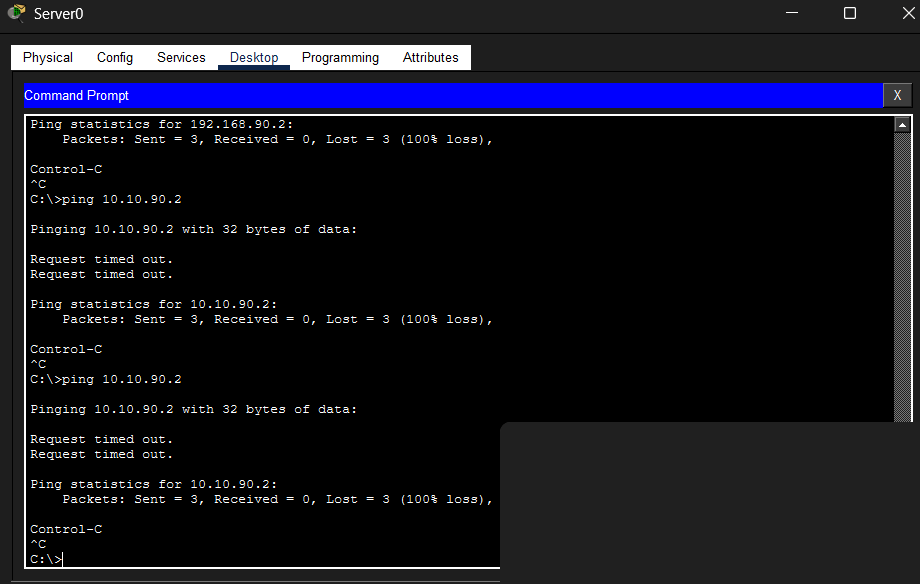 Server0
Physical Config Services Desktop Programming Attributes
Command Prompt X
Ping statistics for 192.168.90.2:
    Packets: Sent = 3, Received = 0, Lost = 3 (100% loss),
Control-C
^C
C:\>ping 10.10.90.2
Pinging 10.10.90.2 with 32 bytes of data:
Request timed out.
Request timed out.
Ping statistics for 10.10.90.2:
    Packets: Sent = 3, Received = 0, Lost = 3 (100% loss),
Control-C
^C
C:\>ping 10.10.90.2
Pinging 10.10.90.2 with 32 bytes of data:
Request timed out.
Request timed out.
Ping statistics for 10.10.90.2:
    Packets: Sent = 3, Received = 0, Lost = 3 (100% loss),
Control-C
^C
C:\>